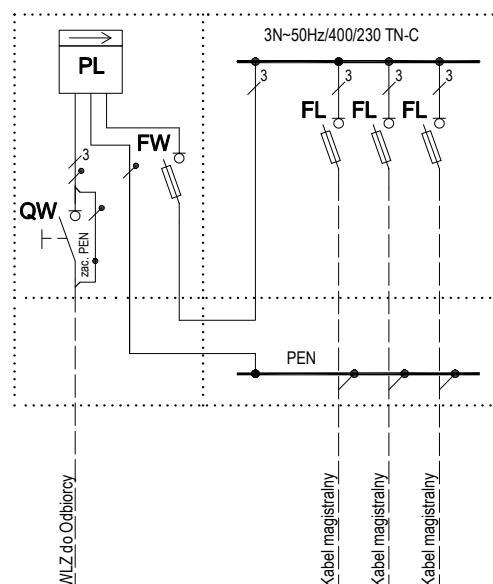 3N~50Hz/400/230 TN-C
PL
3
3
3
3
FL
FL
FL
FW
3
QW
zac. PEN
PEN
WLZ do Odbiorcy
Kabel magistralny
Kabel magistralny
Kabel magistralny